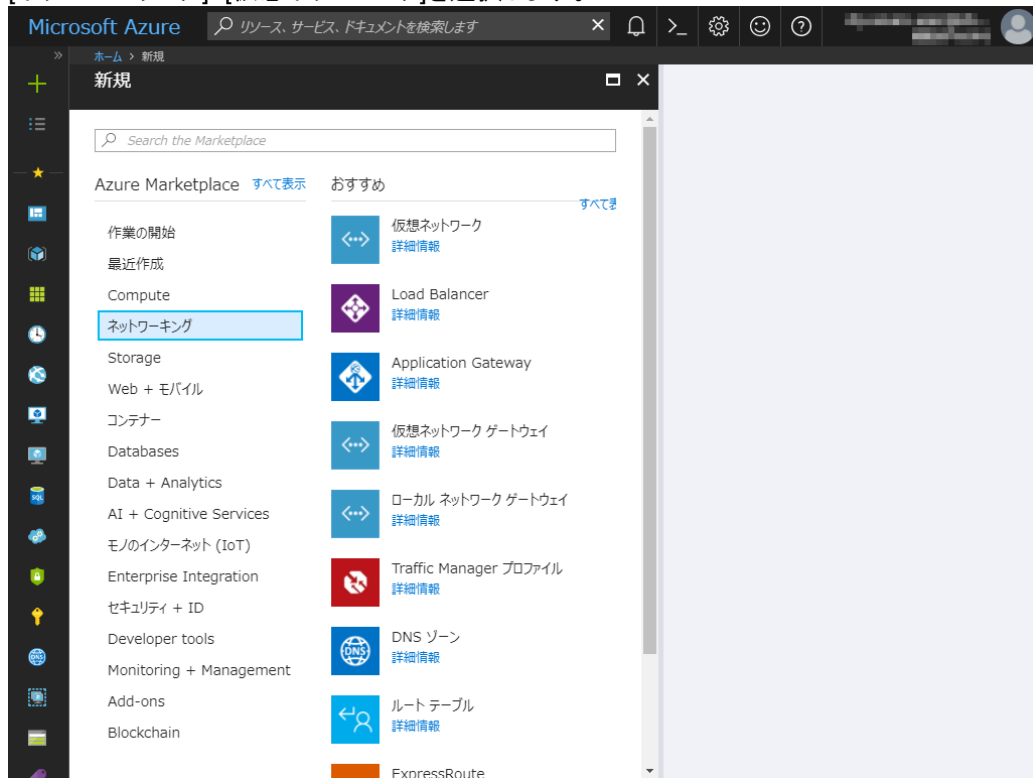 Microsoft Azure
リソース、サービス、ドキュメントを検索します
ホーム > 新規
新規
Search the Marketplace
Azure Marketplace すべて表示
おすすめ
作業の開始
最近作成
Compute
ネットワーキング
Storage
Web + モバイル
コンテナー
Databases
Data + Analytics
AI + Cognitive Services
モノのインターネット (IoT)
Enterprise Integration
セキュリティ + ID
Developer tools
Monitoring + Management
Add-ons
Blockchain
すべて表
仮想ネットワーク
詳細情報
Load Balancer
詳細情報
Application Gateway
詳細情報
仮想ネットワーク ゲートウェイ
詳細情報
ローカル ネットワーク ゲートウェイ
詳細情報
Traffic Manager プロファイル
詳細情報
DNS ゾーン
詳細情報
ルート テーブル
詳細情報
ExpressRoute
SQL
DNS
DNS